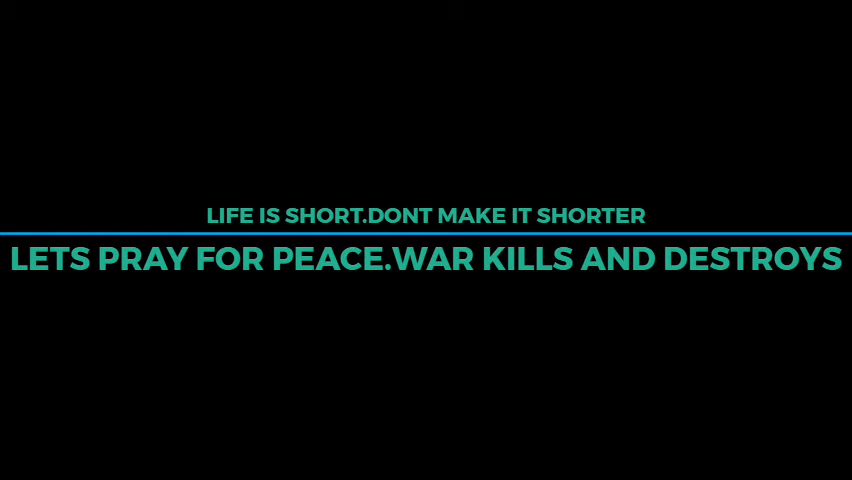 LIFE IS SHORT.DONT MAKE IT SHORTER
LETS PRAY FOR PEACE.WAR KILLS AND DESTROYS